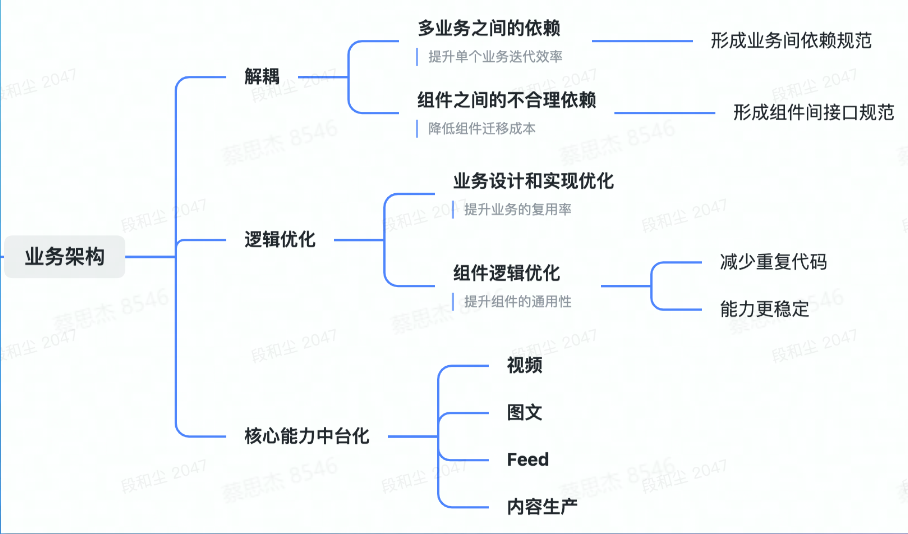 多业务之间的依赖
提升单个业务迭代效率
形成业务间依赖规范
解耦
组件之间的不合理依赖
降低组件迁移成本
形成组件间接口规范
业务设计和实现优化
提升业务的复用率
逻辑优化
业务架构
组件逻辑优化
提升组件的通用性
减少重复代码
能力更稳定
视频
图文
核心能力中台化
Feed
内容生产
段和尘 2047
蔡思杰 8546